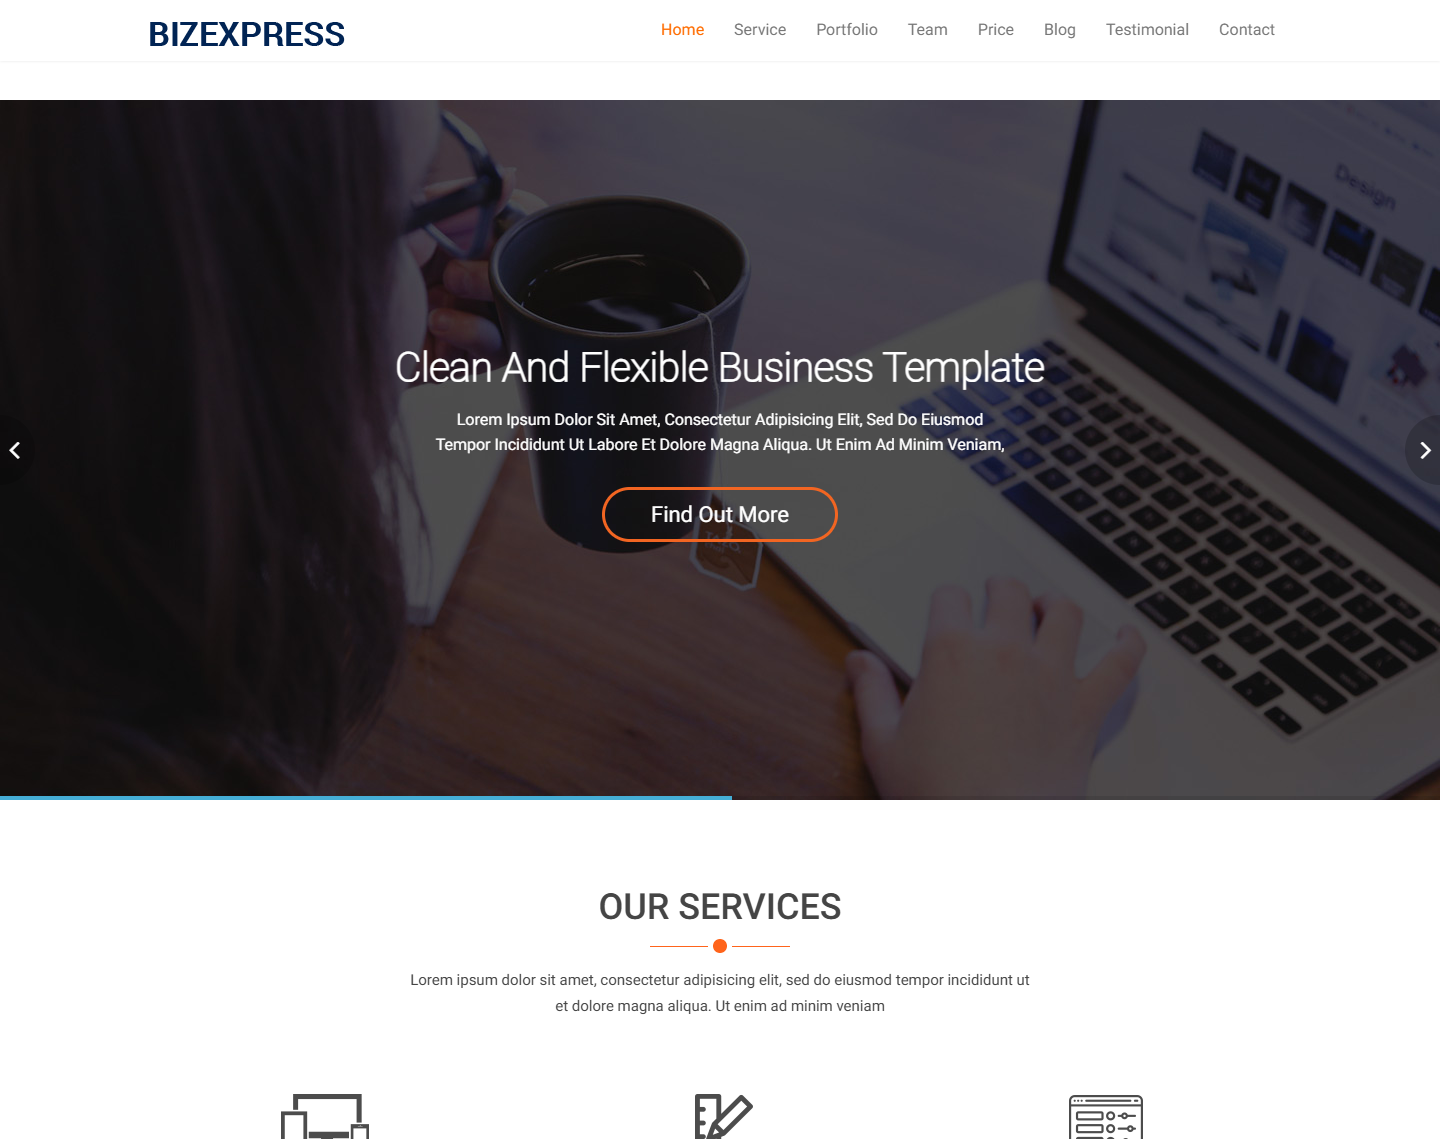 BIZEXPRESS
Home Service Portfolio Team Price Blog Testimonial Contact
Design
Clean And Flexible Business Template
Lorem Ipsum Dolor Sit Amet, Consectetur Adipisicing Elit, Sed Do Eiusmod
Tempor Incididunt Ut Labore Et Dolore Magna Aliqua. Ut Enim Ad Minim Veniam,
Find Out More
TAZO
OUR SERVICES
Lorem ipsum dolor sit amet, consectetur adipisicing elit, sed do eiusmod tempor incididunt ut
et dolore magna aliqua. Ut enim ad minim veniam